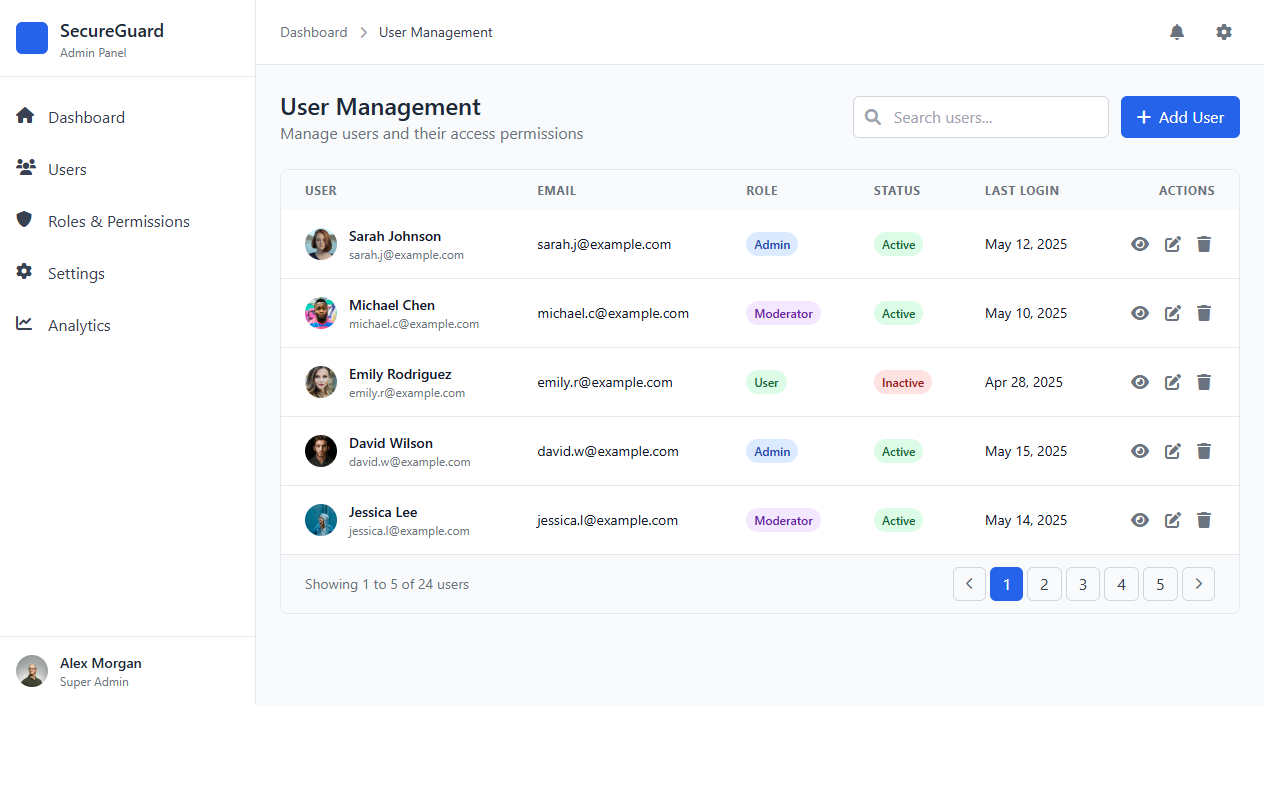 SecureGuard
Admin Panel
Dashboard
Users
Roles & Permissions
Settings
Analytics
Alex Morgan
Super Admin
Dashboard User Management
User Management
Manage users and their access permissions
Search users...
Add User
USER EMAIL ROLE STATUS LAST LOGIN ACTIONS
Sarah Johnson
sarah.j@example.com
sarah.j@example.com Admin Active May 12, 2025
Michael Chen
michael.c@example.com
michael.c@example.com Moderator Active May 10, 2025
Emily Rodriguez
emily.r@example.com
emily.r@example.com User Inactive Apr 28, 2025
David Wilson
david.w@example.com
david.w@example.com Admin Active May 15, 2025
Jessica Lee
jessica.l@example.com
jessica.l@example.com Moderator Active May 14, 2025
Showing 1 to 5 of 24 users
1 2 3 4 5